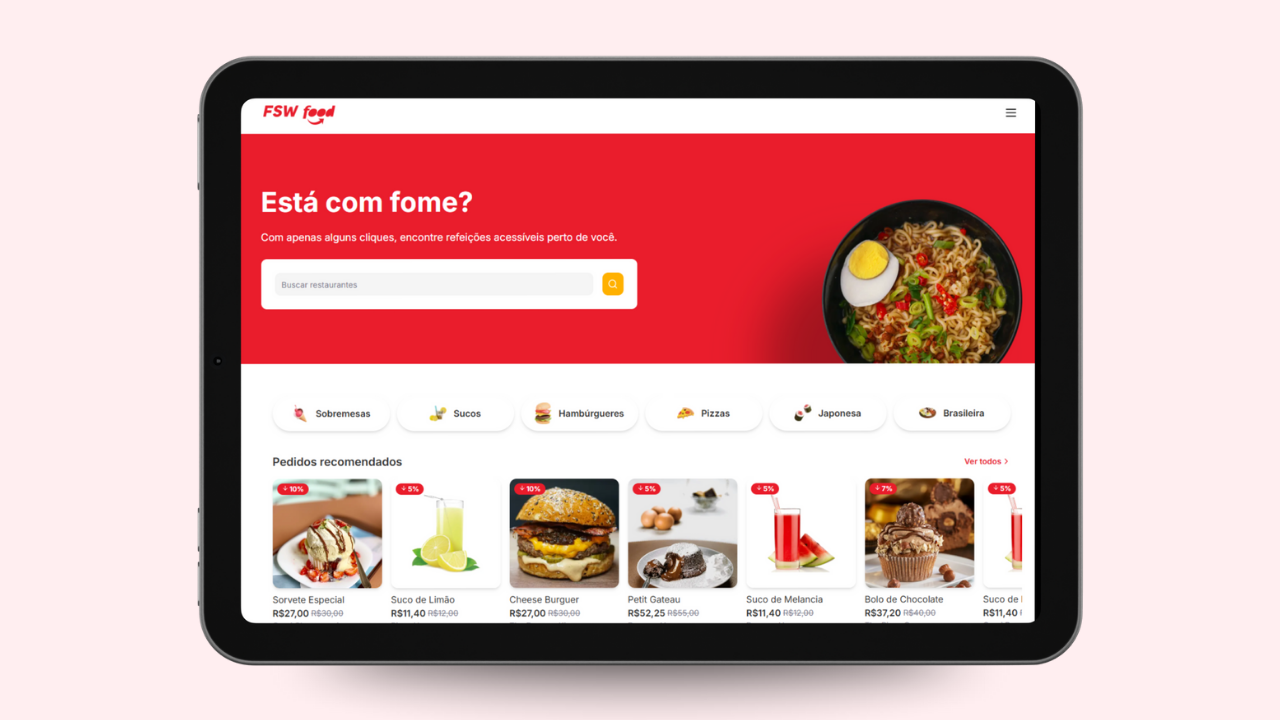 FSW food
Está com fome?
Com apenas alguns cliques, encontre refeições acessíveis perto de você.
Buscar restaurantes
Sobremesas
Sucos
Hambúrgueres
Pizzas
Japonesa
Brasileira
Pedidos recomendados
Ver todos
10%
5%
10%
5%
5%
7%
5%
Sorvete Especial
Suco de Limão
Cheese Burguer
Petit Gateau
Suco de Melancia
Bolo de Chocolate
Suco de
R$27,00 R$30,00
R$11,40 R$12,00
R$27,00 R$30,00
R$52,25 R$55,00
R$11,40 R$12,00
R$37,20 R$40,00
R$11,40